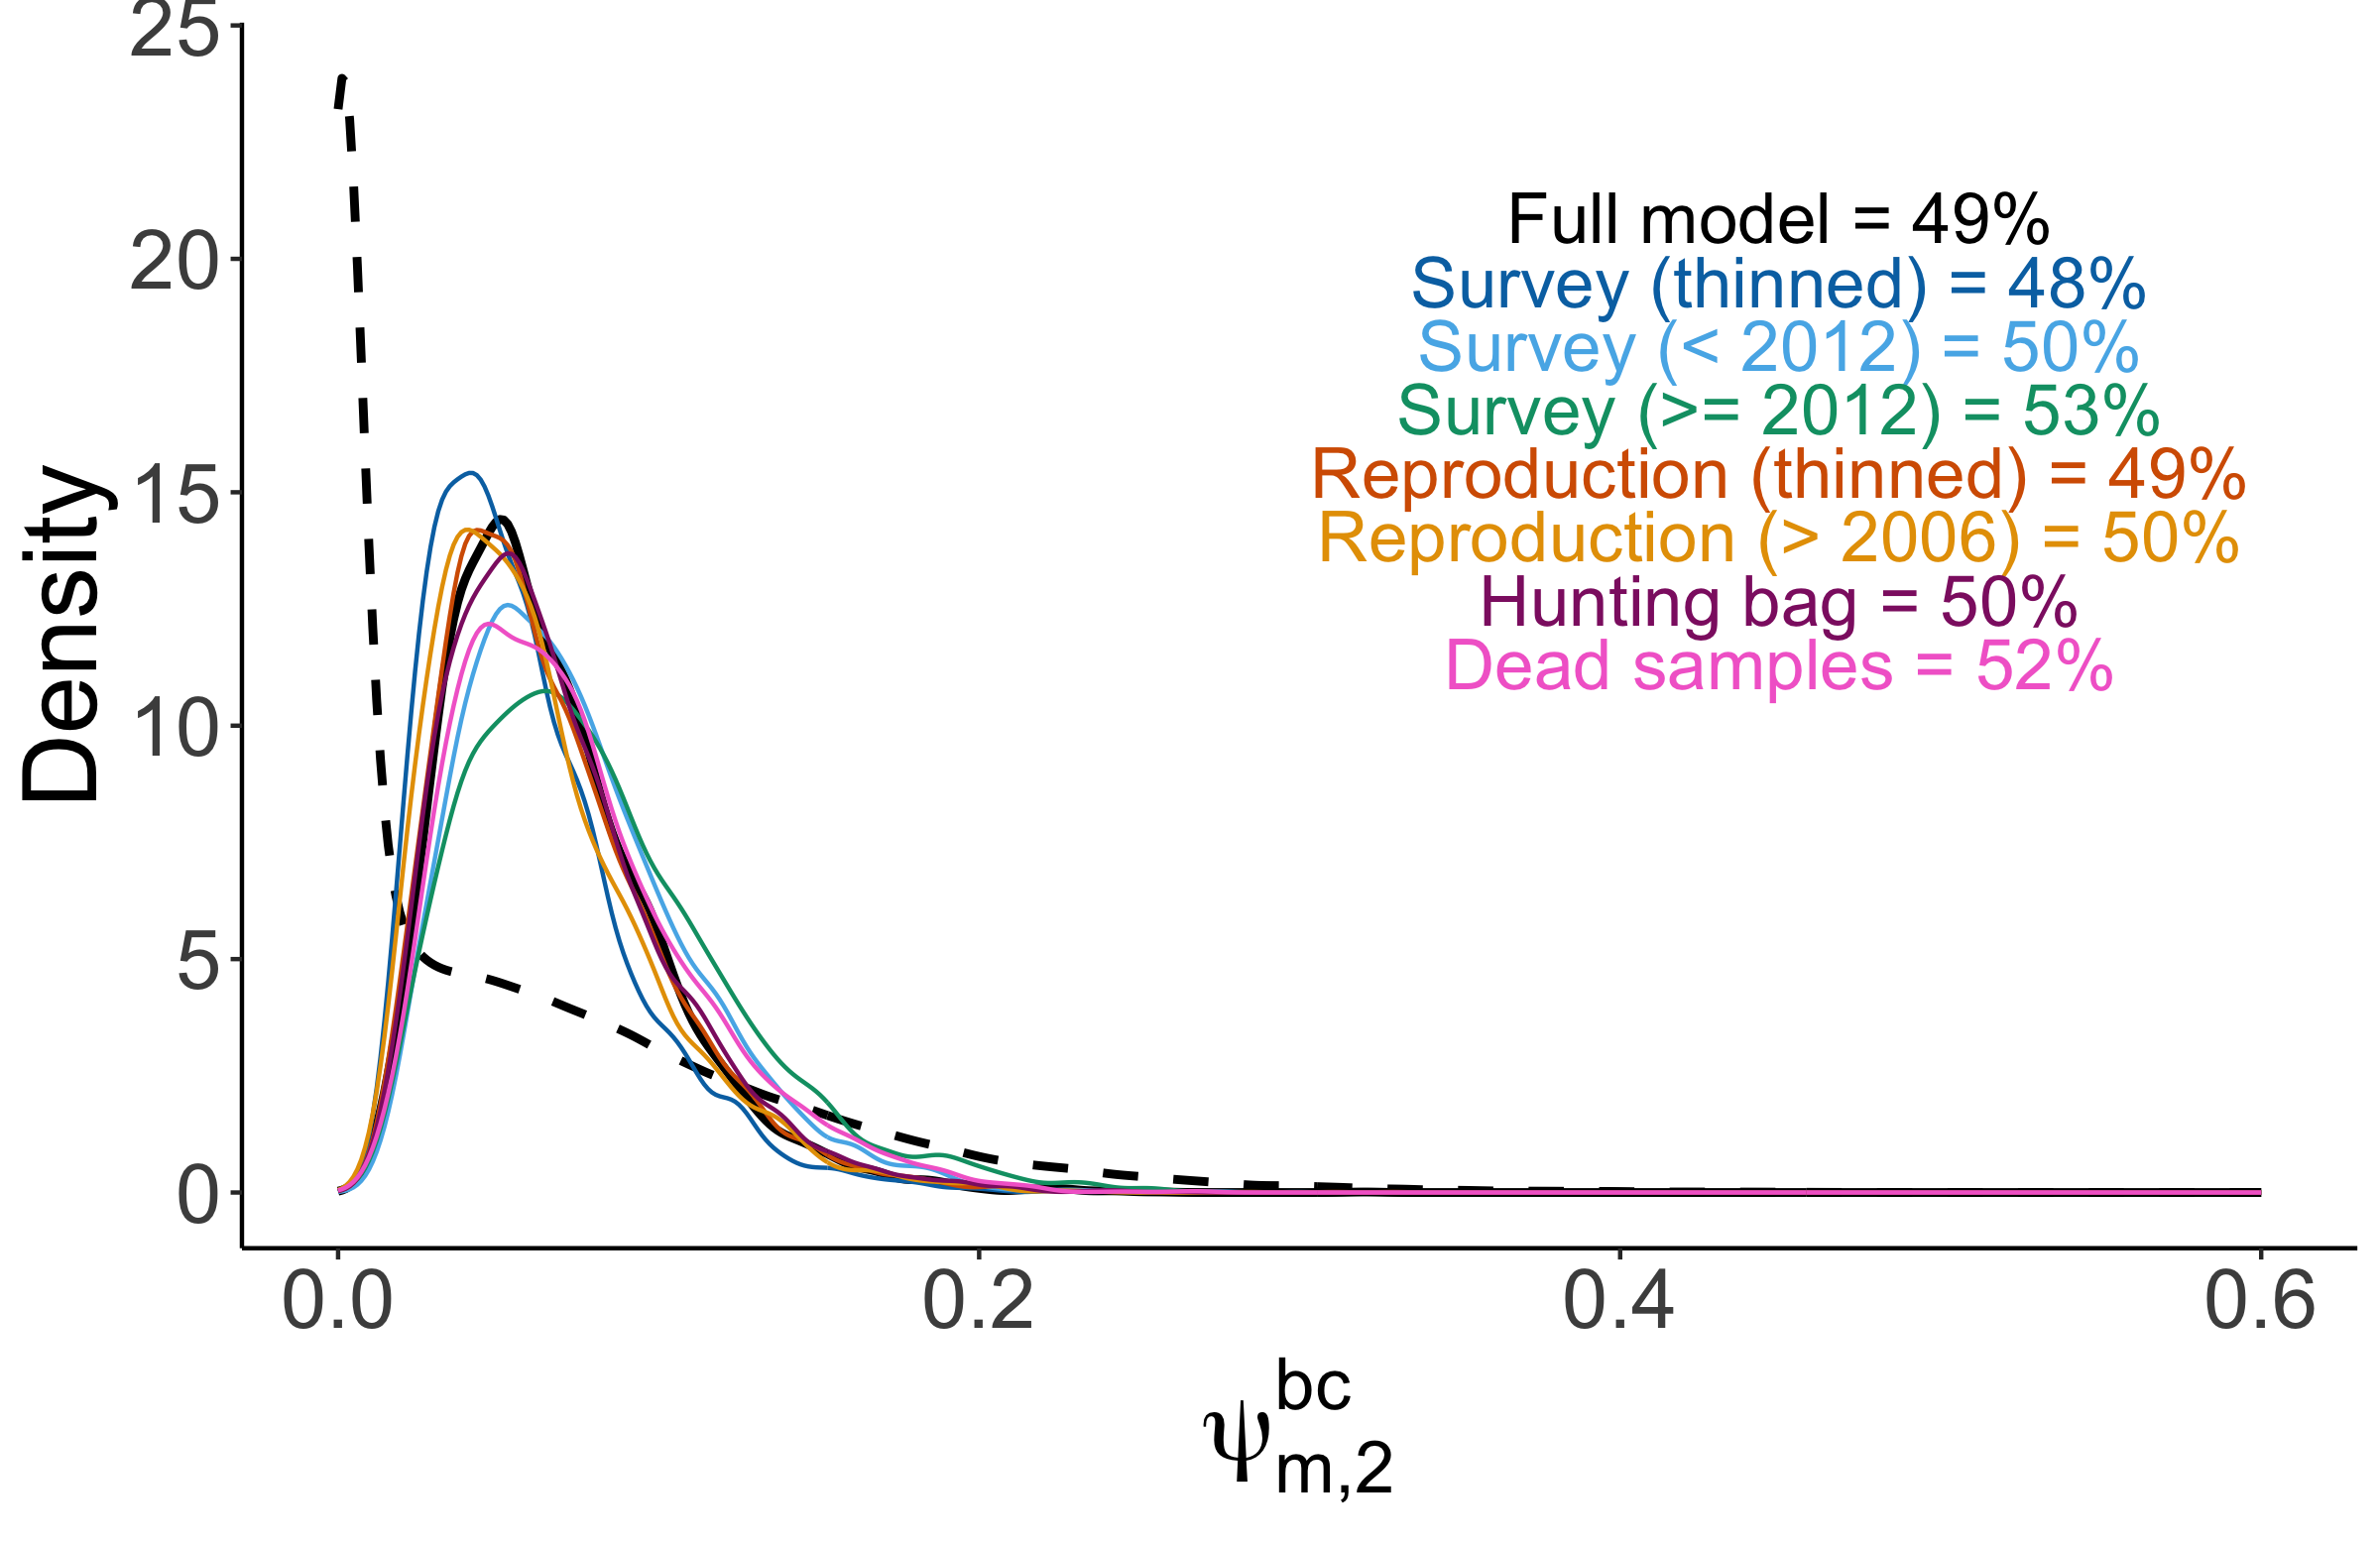 25
20
15
10
5
0
Density
Full model = 49%
Survey (thinned) = 48%
Survey (< 2012) = 50%
Survey (>= 2012) = 53%
Reproduction (thinned) = 49%
Reproduction (> 2006) = 50%
Hunting bag = 50%
Dead samples = 52%
0.0 0.2 0.4 0.6
ψ bc m,2